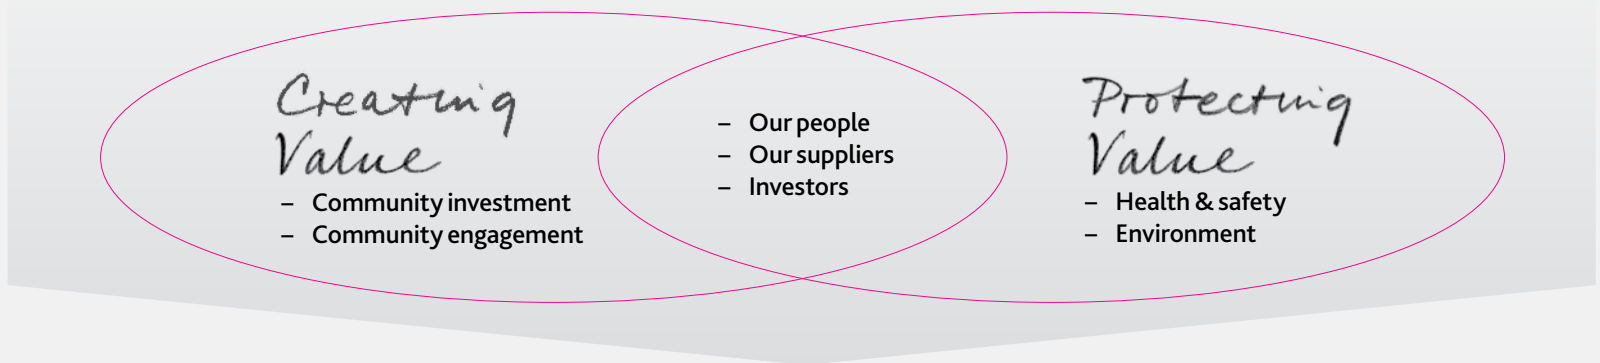 Creating
Value
– Community investment
– Community engagement
– Our people
– Our suppliers
– Investors
Protecting
Value
– Health & safety
– Environment